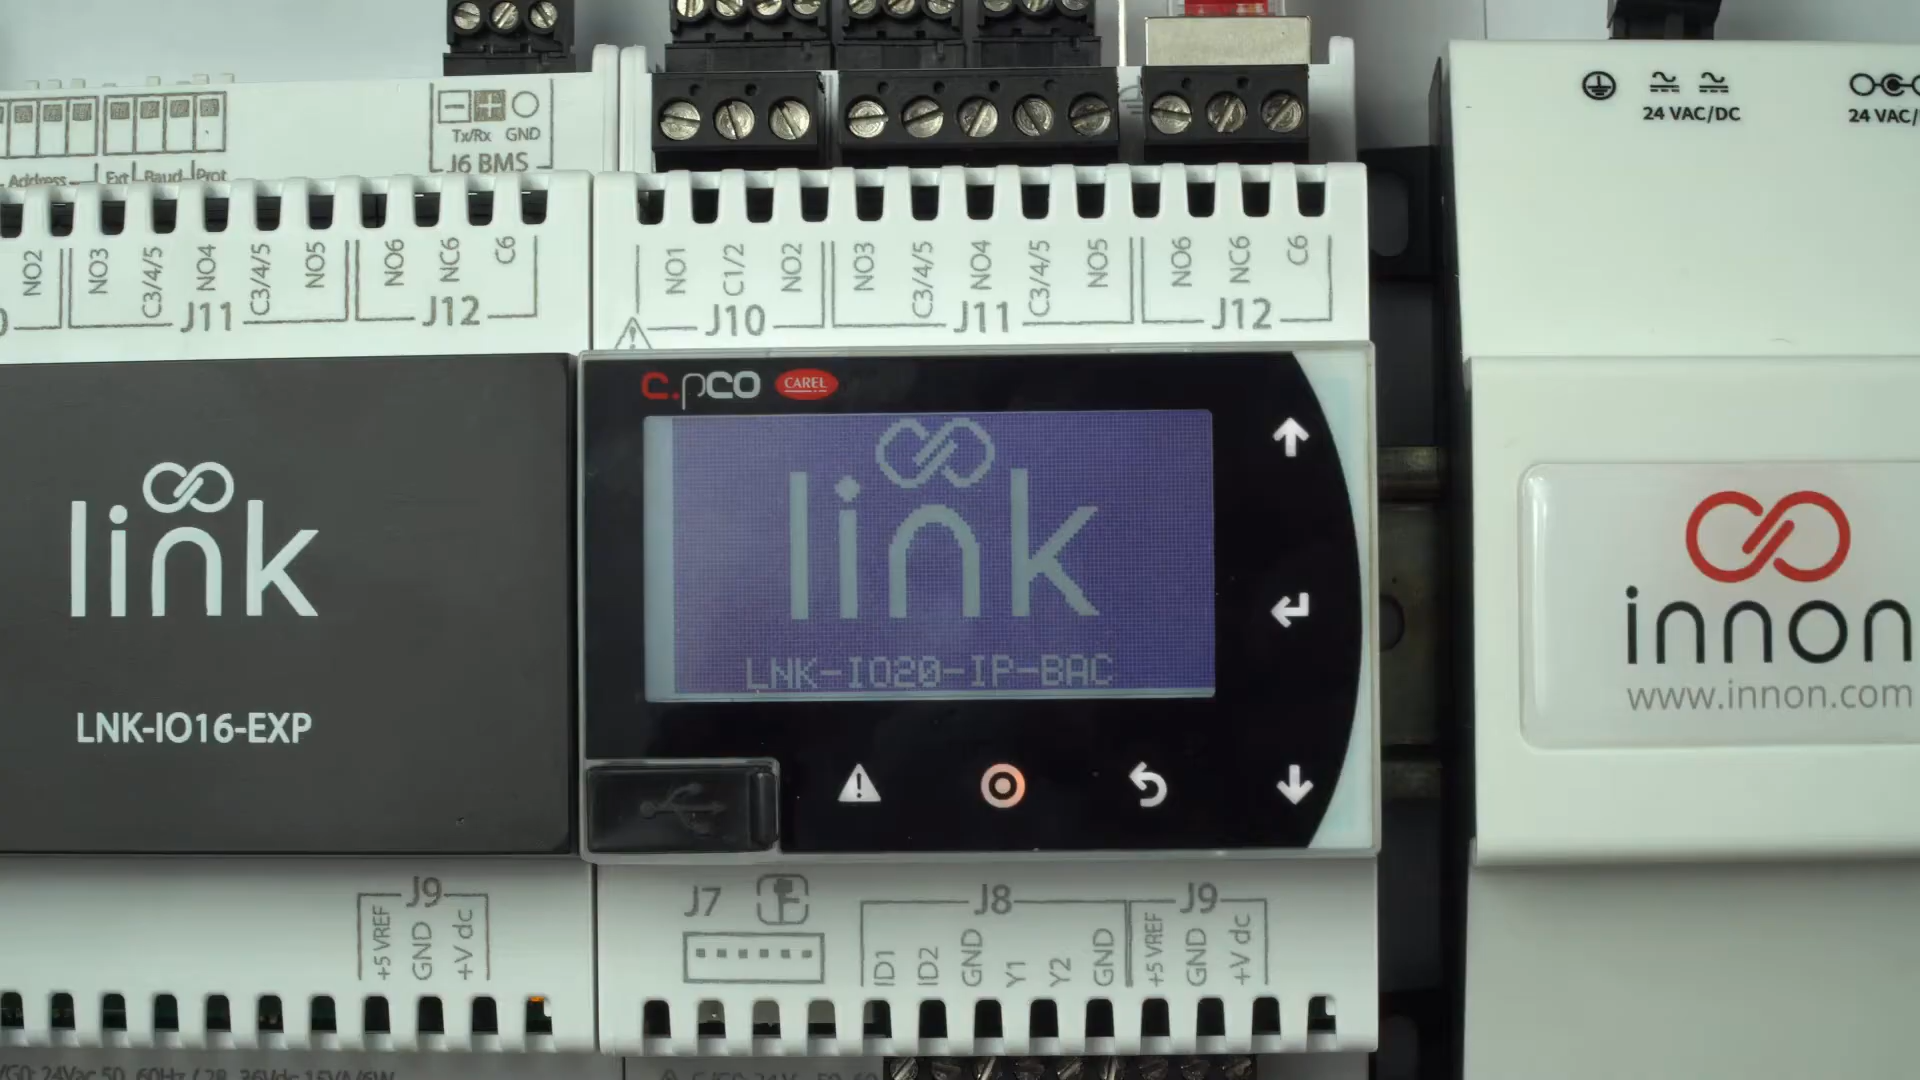 Tx/Rx GND
J6 BMS
Address Ext Baud Prot
NO2 NO3 C3/4/5 NO4 C3/4/5 NO5 NO6 NC6 C6
J11 J12
link
LNK-IO16-EXP
J9
+5 VREF GND +V dc
NO1 C1/2 NO2 NO3 C3/4/5 NO4 C3/4/5 NO5 NO6 NC6 C6
J10 J11 J12
c.pCO CAREL
link
LNK-IO20-IP-BAC
J7 J8 J9
ID1 ID2 GND Y1 Y2 GND +5 VREF GND +V dc
24 VAC/DC 24 VAC/
innon
www.innon.com